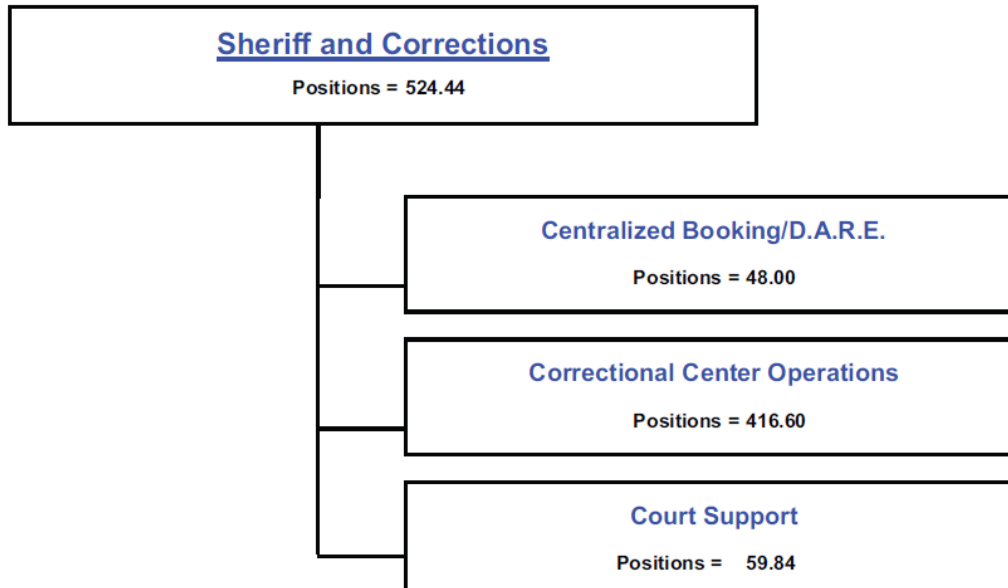 Sheriff and Corrections
Positions = 524.44
Centralized Booking/D.A.R.E.
Positions = 48.00
Correctional Center Operations
Positions = 416.60
Court Support
Positions = 59.84